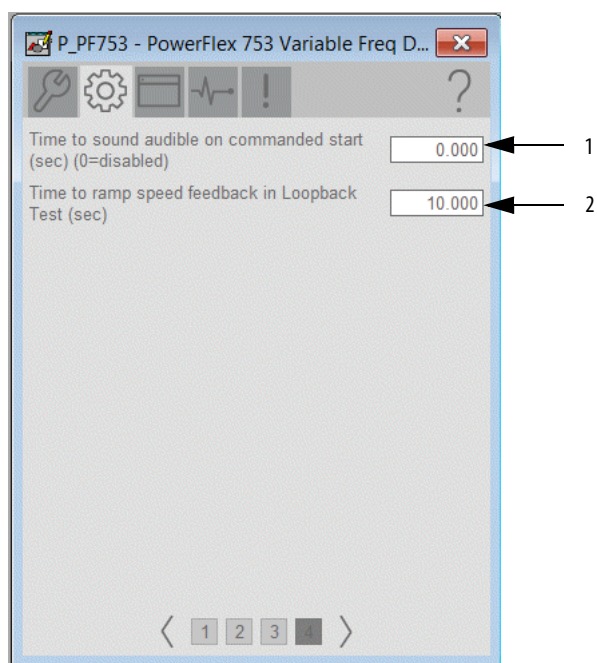 P_PF753 - PowerFlex 753 Variable Freq D...
?
Time to sound audible on commanded start
(sec) (0=disabled)
0.000
1
Time to ramp speed feedback in Loopback
Test (sec)
10.000
2
1 2 3 4